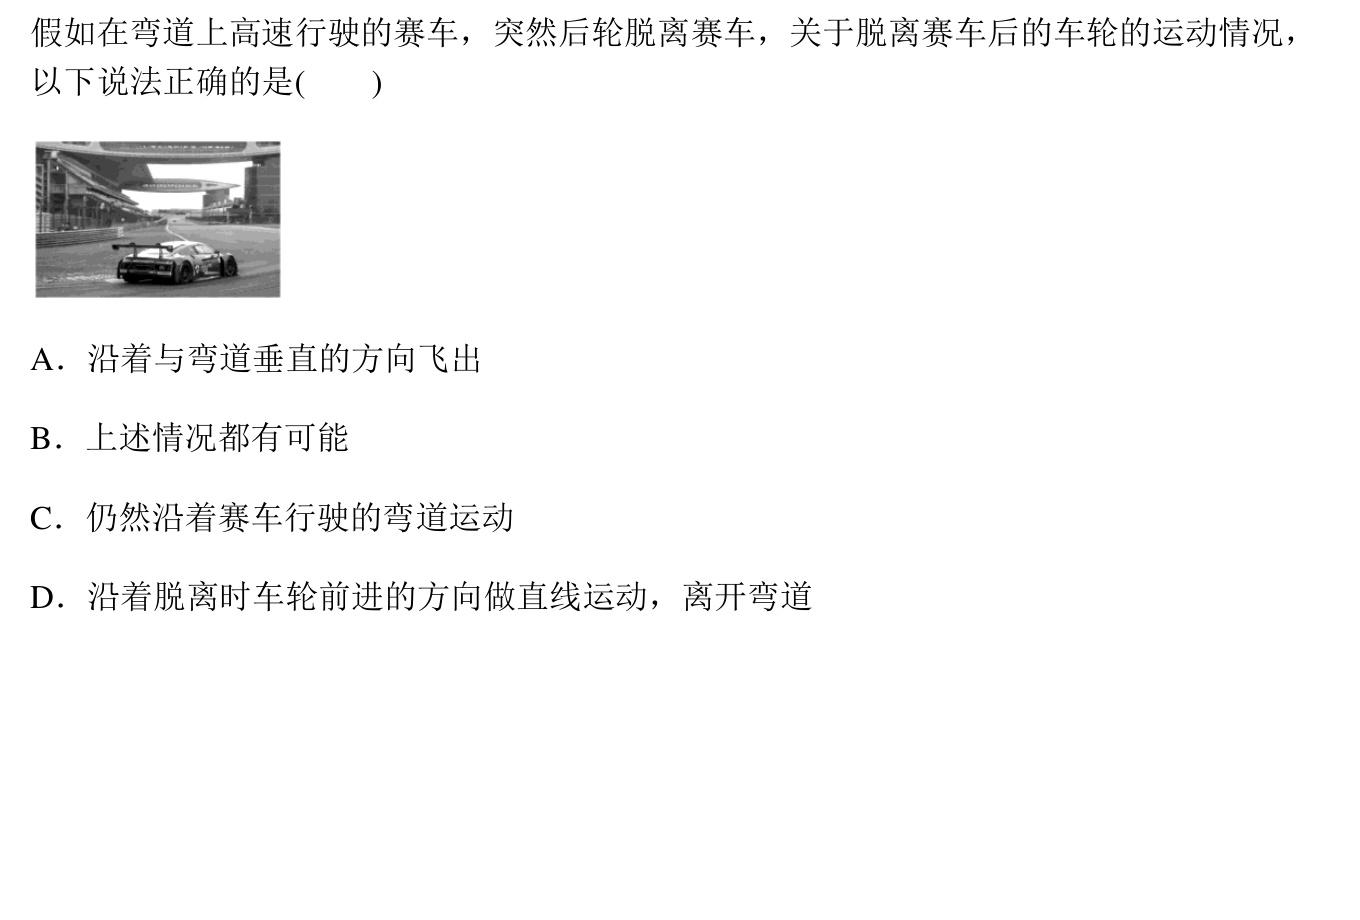 假如在弯道上高速行驶的赛车，突然后轮脱离赛车，关于脱离赛车后的车轮的运动情况，
以下说法正确的是(　　)
A．沿着与弯道垂直的方向飞出
B．上述情况都有可能
C．仍然沿着赛车行驶的弯道运动
D．沿着脱离时车轮前进的方向做直线运动，离开弯道